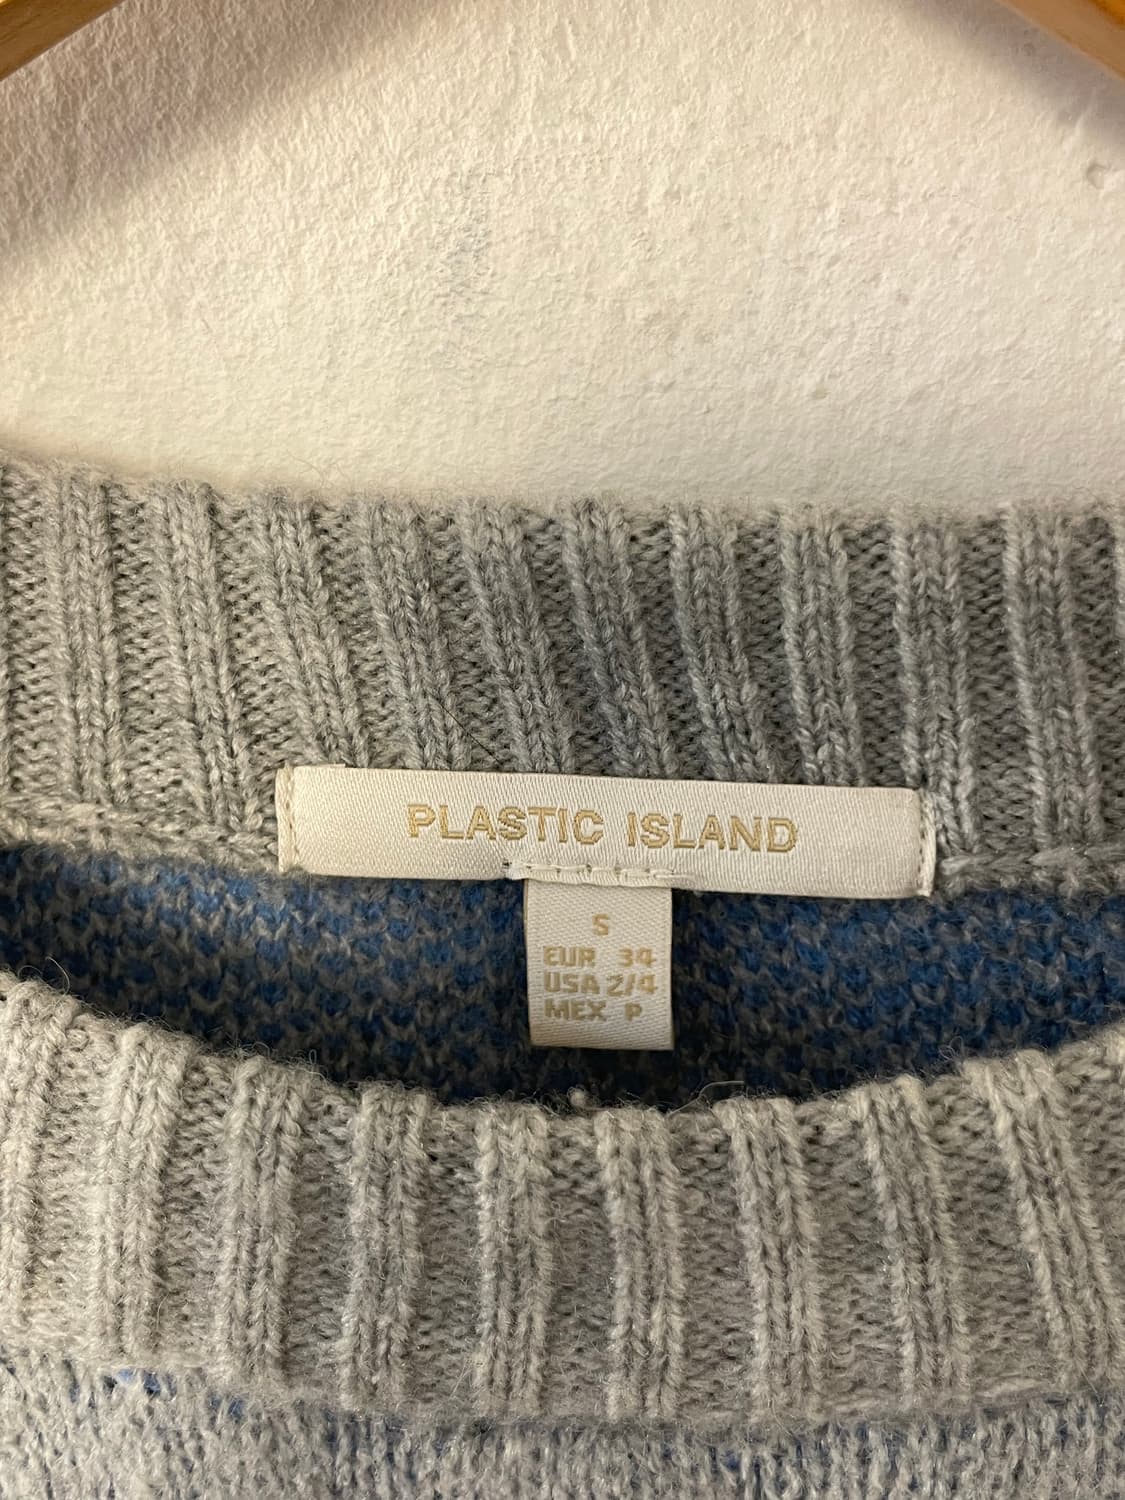 PLASTIC ISLAND
S
EUR 34
USA 2/4
MEX P